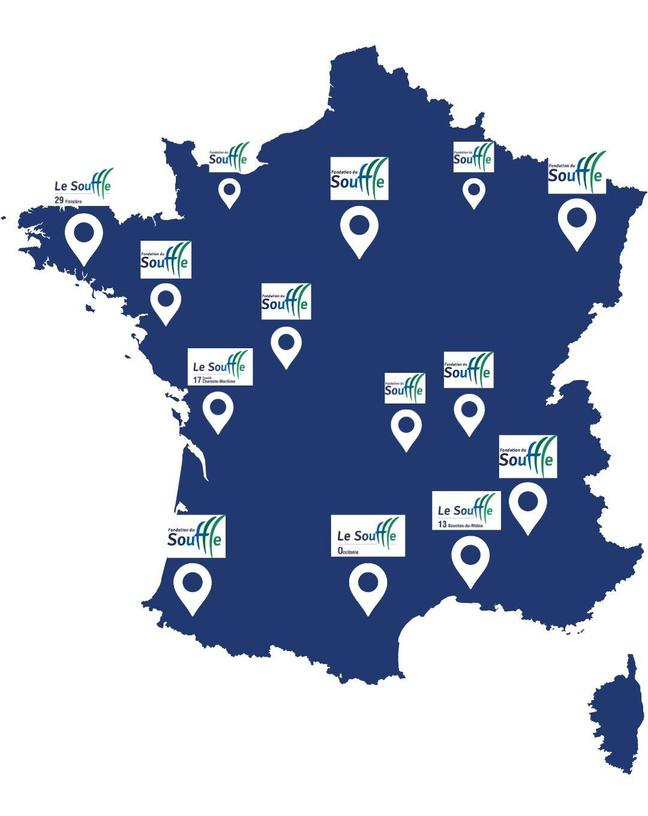 Fondation du
Souffle
Fondation du
Souffle
Fondation du
Souffle
Fondation du
Souffle
Le Souffle
29 Finistère
Fondation du
Souffle
Fondation du
Souffle
Le Souffle
17 Comité
Charente-Maritime
Fondation du
Souffle
Fondation du
Souffle
Fondation du
Souffle
Le Souffle
13 Bouches-du-Rhône
Fondation du
Souffle
Le Souffle
Occitanie